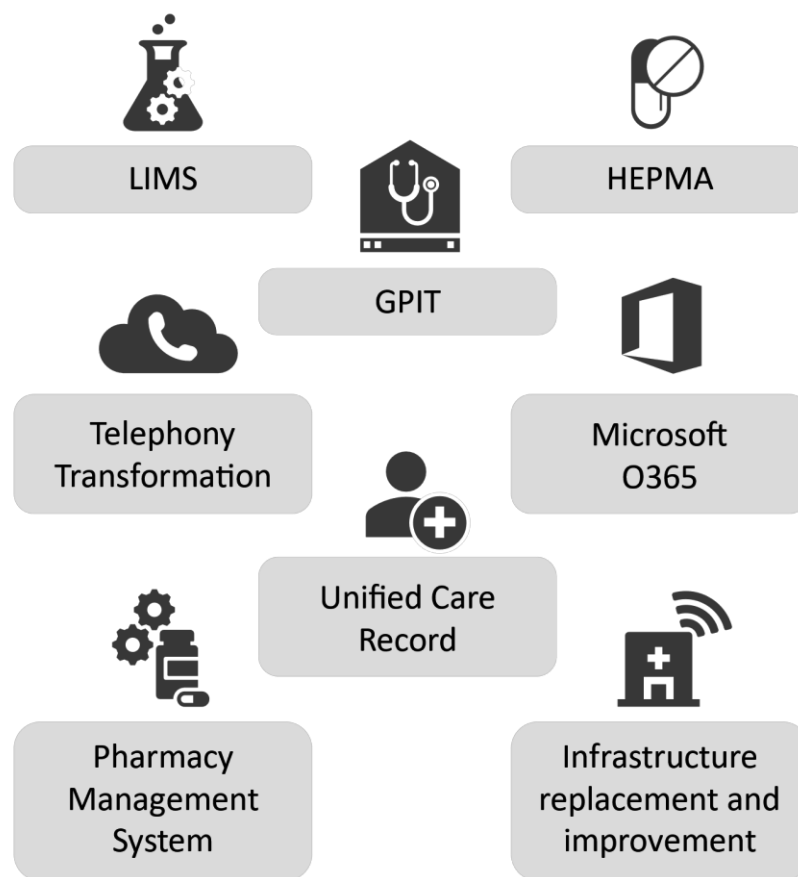 LIMS
HEPMA
GPIT
Telephony
Transformation
Microsoft
O365
Unified Care
Record
Pharmacy
Management
System
Infrastructure
replacement and
improvement